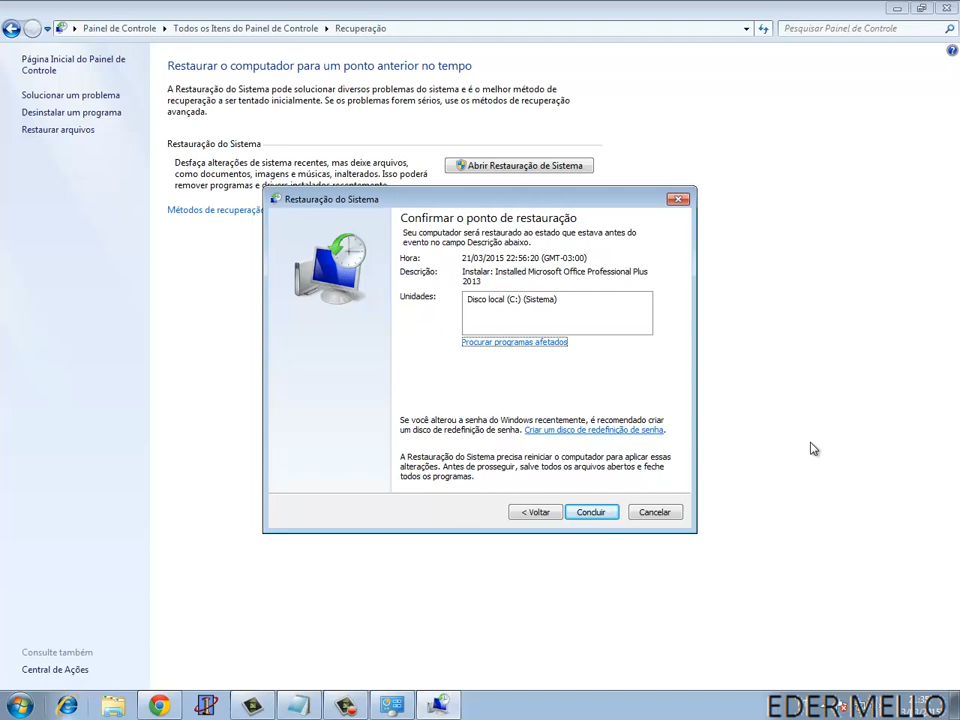 Painel de Controle
Todos os Itens do Painel de Controle
Recuperação
Pesquisar Painel de Controle
Página Inicial do Painel de
Controle
Solucionar um problema
Desinstalar um programa
Restaurar arquivos
Restaurar o computador para um ponto anterior no tempo
A Restauração do Sistema pode solucionar diversos problemas do sistema e é o melhor método de
recuperação a ser tentado inicialmente. Se os problemas forem sérios, use os métodos de recuperação
avançada.
Restauração do Sistema
Desfaça alterações de sistema recentes, mas deixe arquivos,
como documentos, imagens e músicas, inalterados. Isso poderá
remover programas e drivers instalados recentemente.
Abrir Restauração de Sistema
Métodos de recuperaçã
Restauração do Sistema
Confirmar o ponto de restauração
Seu computador será restaurado ao estado que estava antes do
evento no campo Descrição abaixo.
Hora: 21/03/2015 22:56:20 (GMT-03:00)
Descrição: Instalar: Installed Microsoft Office Professional Plus
2013
Unidades: Disco local (C:) (Sistema)
Procurar programas afetados
Se você alterou a senha do Windows recentemente, é recomendado criar
um disco de redefinição de senha. Criar um disco de redefinição de senha.
A Restauração do Sistema precisa reiniciar o computador para aplicar essas
alterações. Antes de prosseguir, salve todos os arquivos abertos e feche
todos os programas.
< Voltar
Concluir
Cancelar
Consulte também
Central de Ações
EDER MELLO